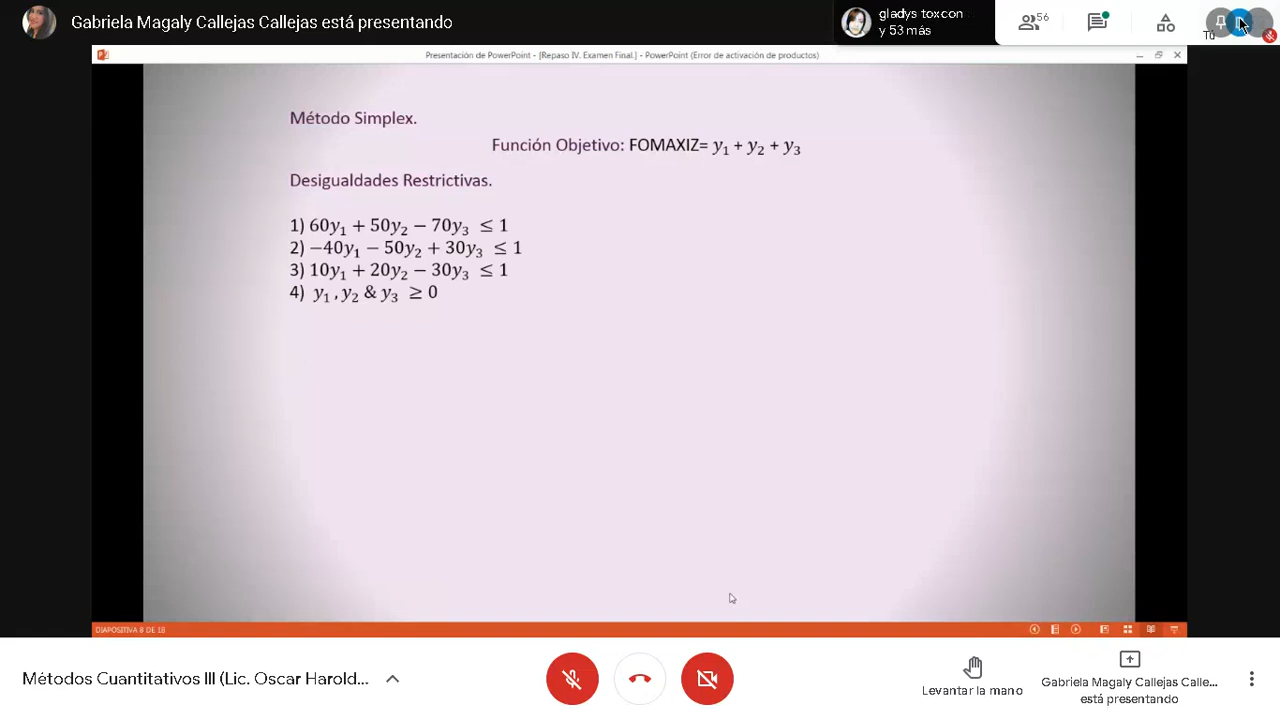 Gabriela Magaly Callejas Callejas está presentando
gladys toxcon
y 53 más
56
Tú
Presentación de PowerPoint - [Repaso IV. Examen Final.] - PowerPoint (Error de activación de productos)
Método Simplex.
Función Objetivo: FOMAXIZ= y₁ + y₂ + y₃
Desigualdades Restrictivas.
1) 60y₁ + 50y₂ − 70y₃ ≤ 1
2) −40y₁ − 50y₂ + 30y₃ ≤ 1
3) 10y₁ + 20y₂ − 30y₃ ≤ 1
4) y₁ , y₂ & y₃ ≥ 0
DIAPOSITIVA 8 DE 18
Métodos Cuantitativos III (Lic. Oscar Harold...
Levantar la mano
Gabriela Magaly Callejas Calle...
está presentando